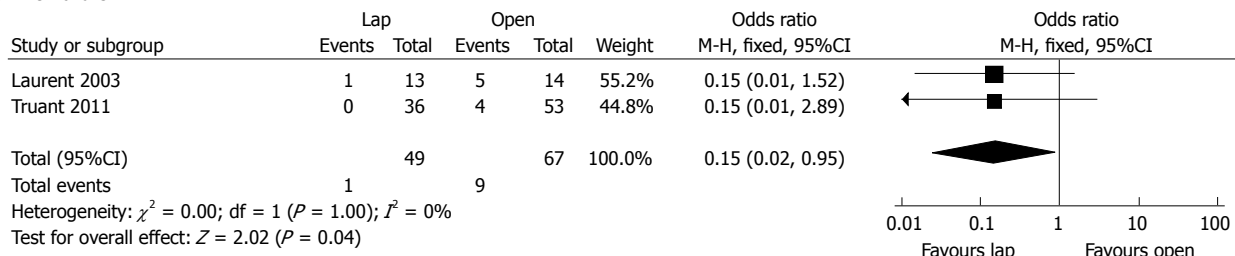 Lap Open Odds ratio Odds ratio
Study or subgroup Events Total Events Total Weight M-H, fixed, 95%CI M-H, fixed, 95%CI
Laurent 2003 1 13 5 14 55.2% 0.15 (0.01, 1.52)
Truant 2011 0 36 4 53 44.8% 0.15 (0.01, 2.89)
Total (95%CI) 49 67 100.0% 0.15 (0.02, 0.95)
Total events 1 9
Heterogeneity: χ² = 0.00; df = 1 (P = 1.00); I² = 0%
Test for overall effect: Z = 2.02 (P = 0.04)
0.01 0.1 1 10 100
Favours lap Favours open